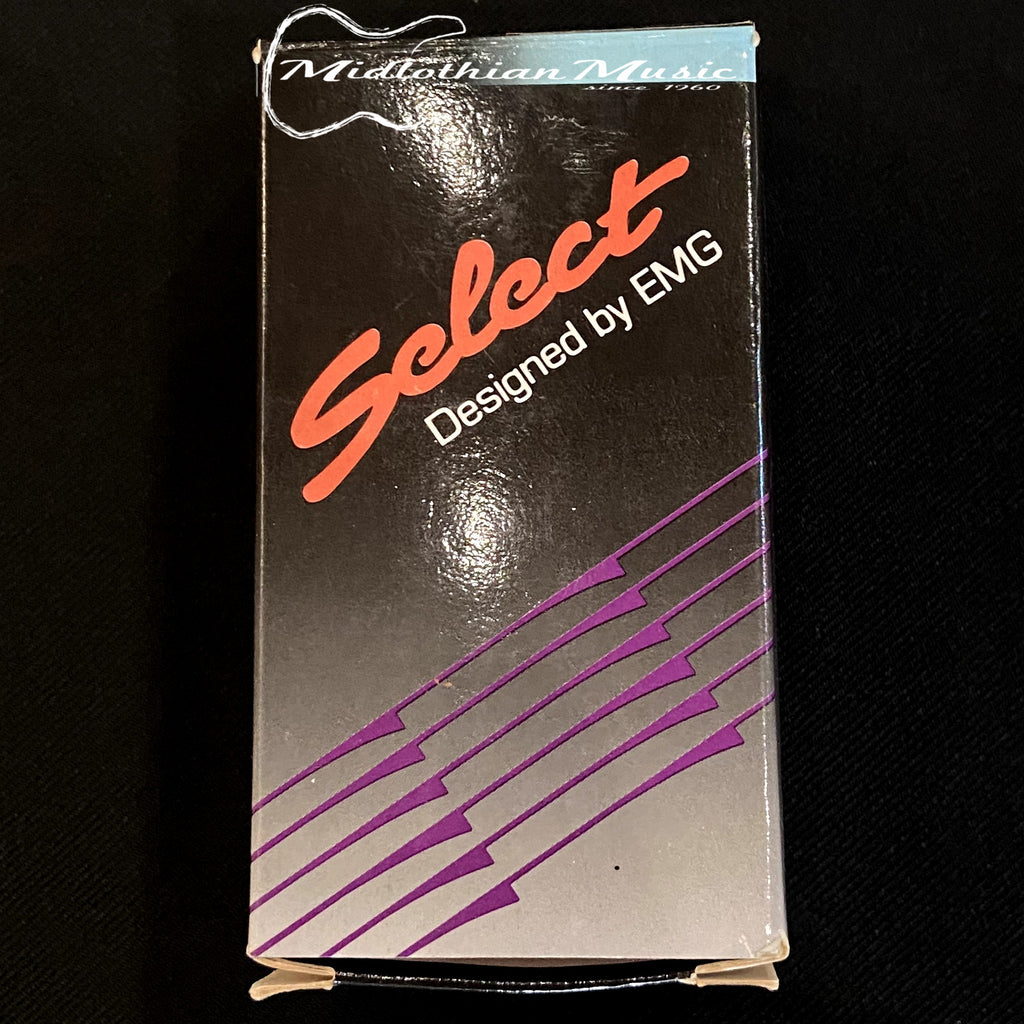 Midlothian Music
since 1960
Select
Designed by EMG